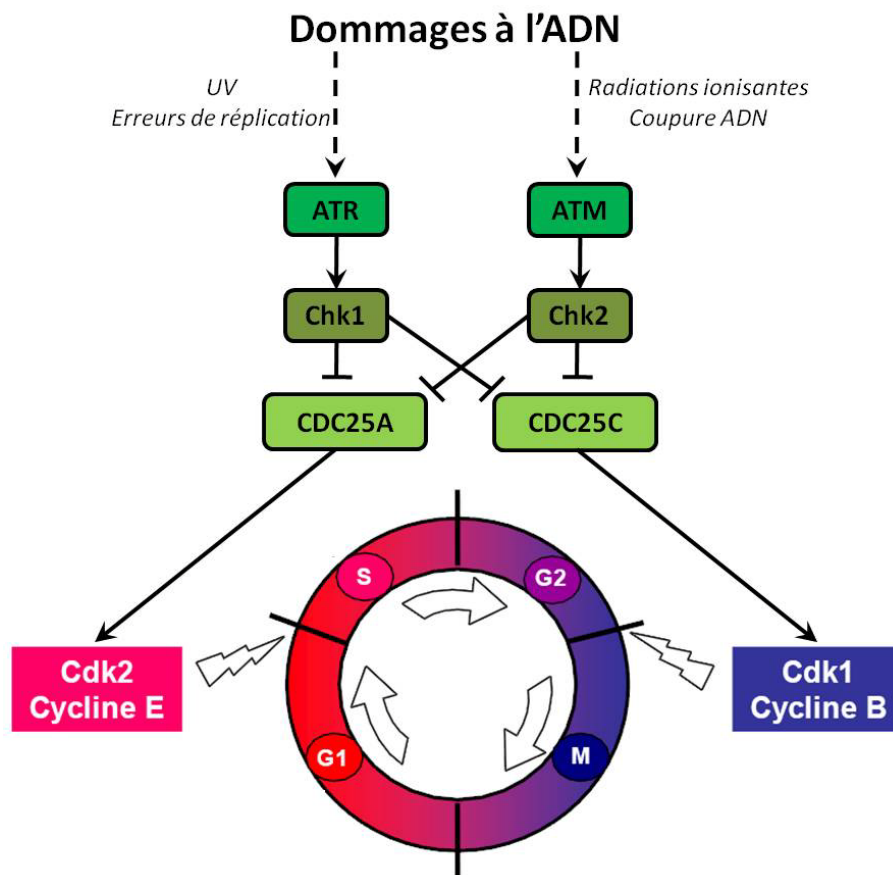 Dommages à l'ADN
UV
Erreurs de réplication
Radiations ionisantes
Coupure ADN
ATR
ATM
Chk1
Chk2
CDC25A
CDC25C
S
G2
Cdk2
Cycline E
Cdk1
Cycline B
G1
M